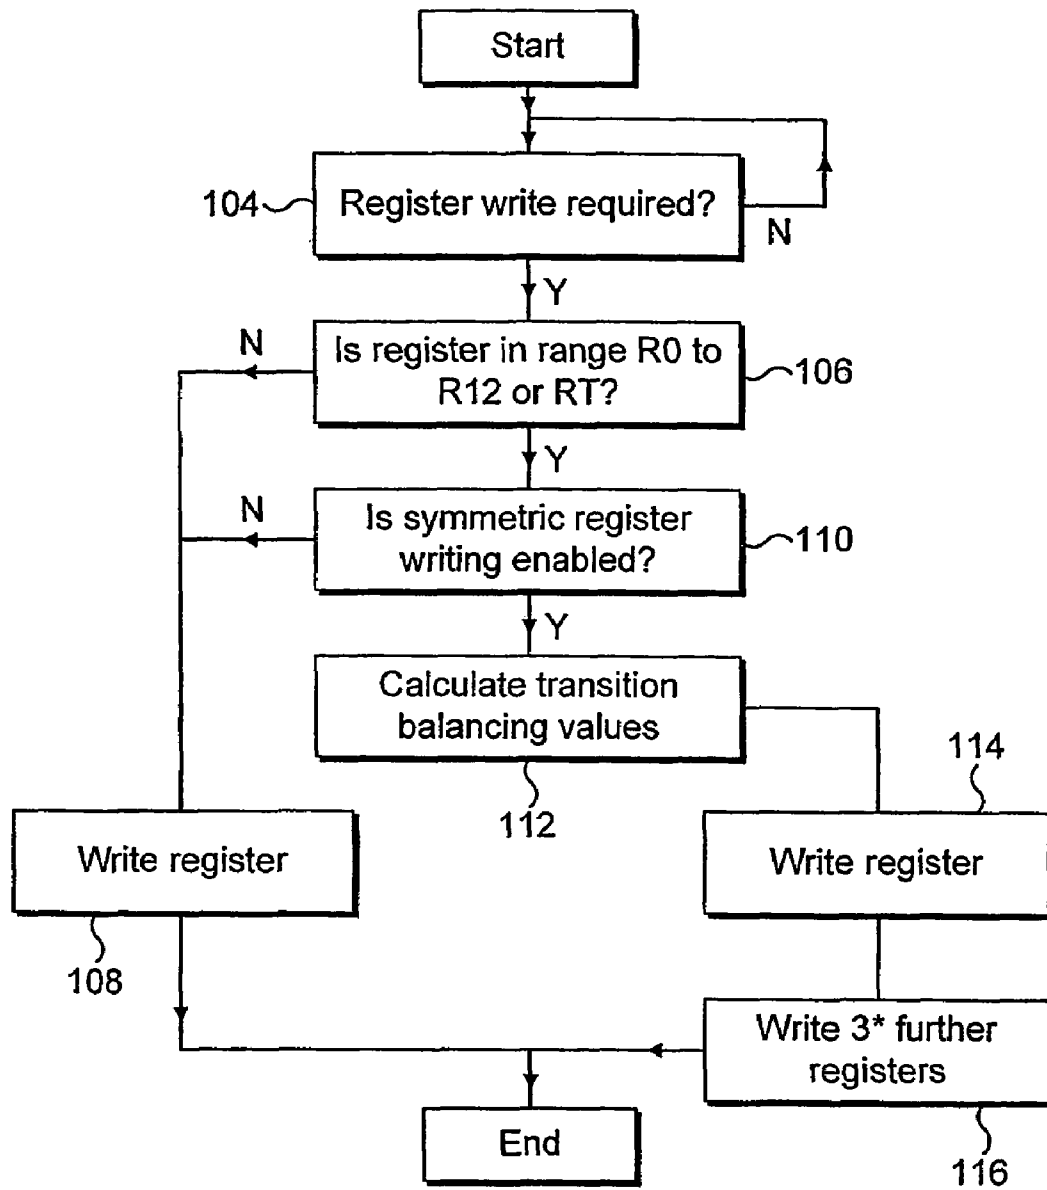 Start
104
Register write required?
N
Y
N
Is register in range R0 to
R12 or RT?
106
Y
N
Is symmetric register
writing enabled?
110
Y
Calculate transition
balancing values
112
114
Write register
Write register
108
Write 3* further
registers
116
End